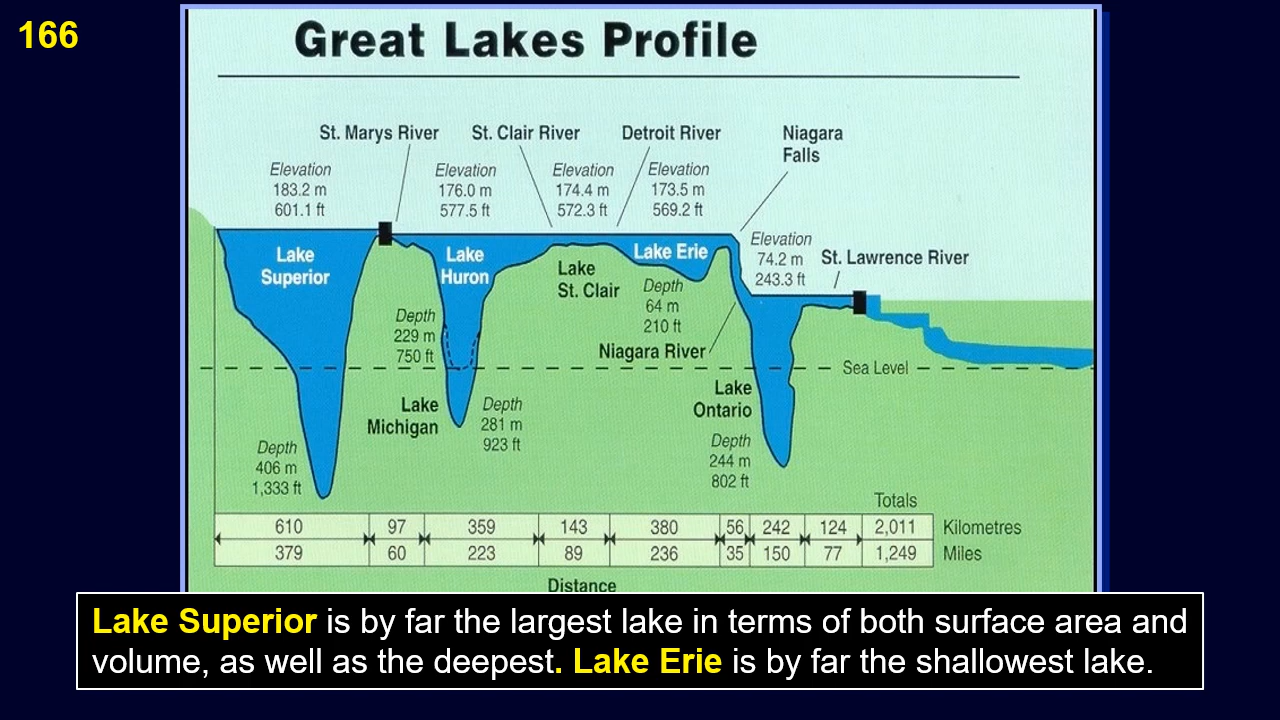 166
Great Lakes Profile
St. Marys River
St. Clair River
Detroit River
Niagara
Falls
Elevation
183.2 m
601.1 ft
Elevation
176.0 m
577.5 ft
Elevation
174.4 m
572.3 ft
Elevation
173.5 m
569.2 ft
Elevation
74.2 m
243.3 ft
St. Lawrence River
Lake
Superior
Lake
Huron
Lake
St. Clair
Lake Erie
Depth
64 m
210 ft
Depth
229 m
750 ft
Niagara River
Sea Level
Lake
Michigan
Depth
281 m
923 ft
Lake
Ontario
Depth
244 m
802 ft
Depth
406 m
1,333 ft
Totals
610 97 359 143 380 56 242 124 2,011 Kilometres
379 60 223 89 236 35 150 77 1,249 Miles
Distance
Lake Superior is by far the largest lake in terms of both surface area and
volume, as well as the deepest. Lake Erie is by far the shallowest lake.